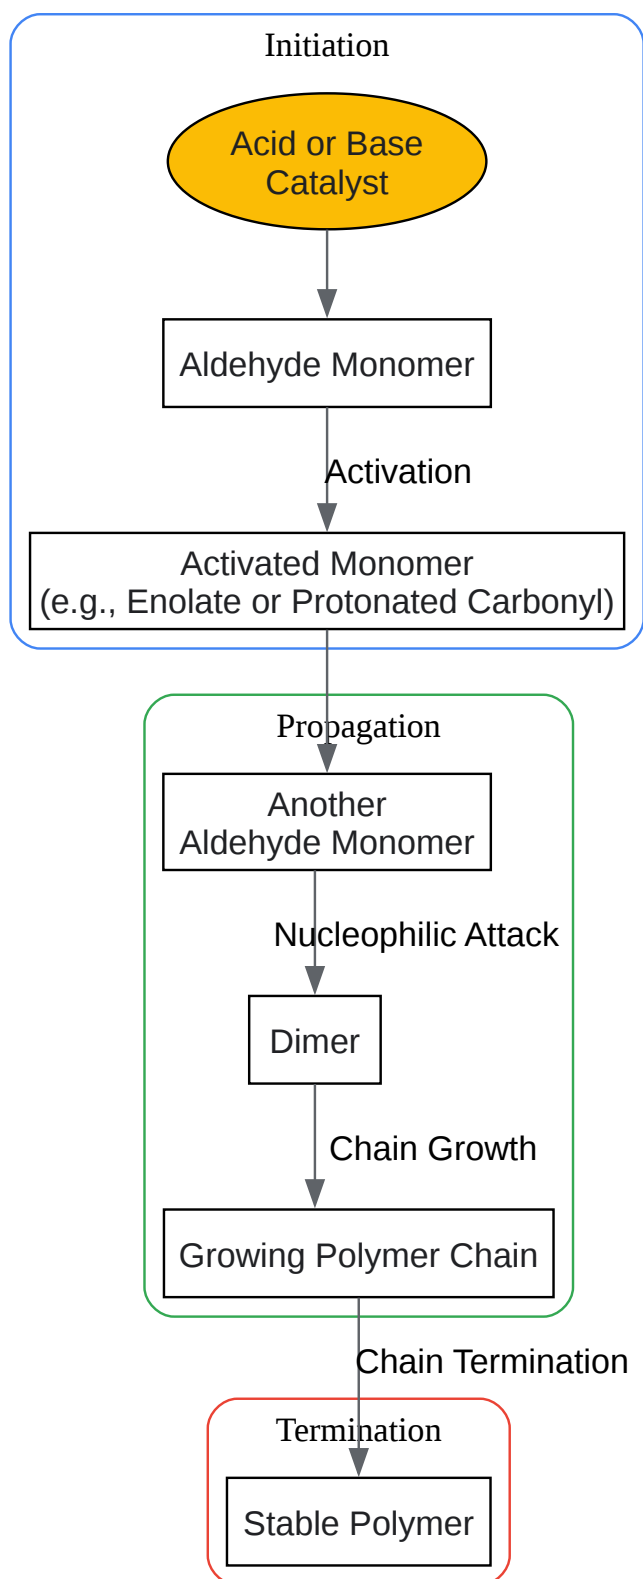 Initiation
Acid or Base
Catalyst
Aldehyde Monomer
Activation
Activated Monomer
(e.g., Enolate or Protonated Carbonyl)
Propagation
Another
Aldehyde Monomer
Nucleophilic Attack
Dimer
Chain Growth
Growing Polymer Chain
Chain Termination
Termination
Stable Polymer